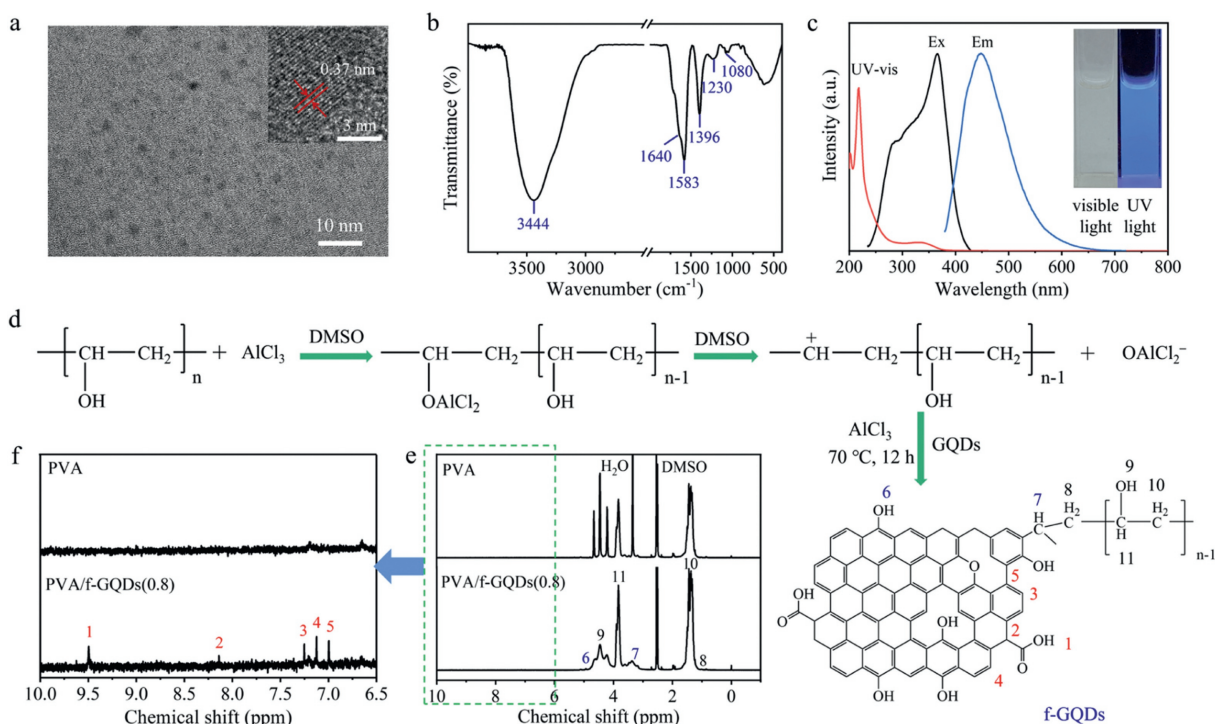 a
0.37 nm
3 nm
10 nm
b
Transmittance (%)
3444
1640
1583
1396
1230
1080
3500 3000 1500 1000 500
Wavenumber (cm⁻¹)
c
Intensity (a.u.)
UV-vis
Ex
Em
visible light
UV light
200 300 400 500 600 700 800
Wavelength (nm)
d
CH CH₂ n
OH
+ AlCl₃
DMSO
CH CH₂ CH CH₂ n-1
OAlCl₂ OH
DMSO
+
CH CH₂ CH CH₂ n-1
OH
+ OAlCl₂⁻
AlCl₃ GQDs
70 °C, 12 h
f
PVA
PVA/f-GQDs(0.8)
1 2 3 4 5
10.0 9.5 9.0 8.5 8.0 7.5 7.0 6.5
Chemical shift (ppm)
e
PVA
H₂O
DMSO
PVA/f-GQDs(0.8)
6 9 11 7 10 8
10 8 6 4 2 0
Chemical shift (ppm)
6
OH
7
H
C
8
H₂
C
9
OH
C
H
11
10
H₂
C
n-1
OH
O
5
3
O
OH
OH
OH
2
OH
1
O
4
OH
OH
f-GQDs